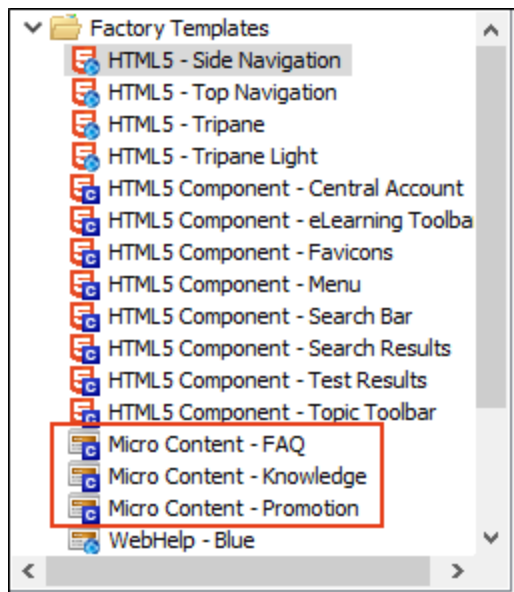 Factory Templates
HTML5 - Side Navigation
HTML5 - Top Navigation
HTML5 - Tripane
HTML5 - Tripane Light
HTML5 Component - Central Account
HTML5 Component - eLearning Toolba
HTML5 Component - Favicons
HTML5 Component - Menu
HTML5 Component - Search Bar
HTML5 Component - Search Results
HTML5 Component - Test Results
HTML5 Component - Topic Toolbar
Micro Content - FAQ
Micro Content - Knowledge
Micro Content - Promotion
WebHelp - Blue